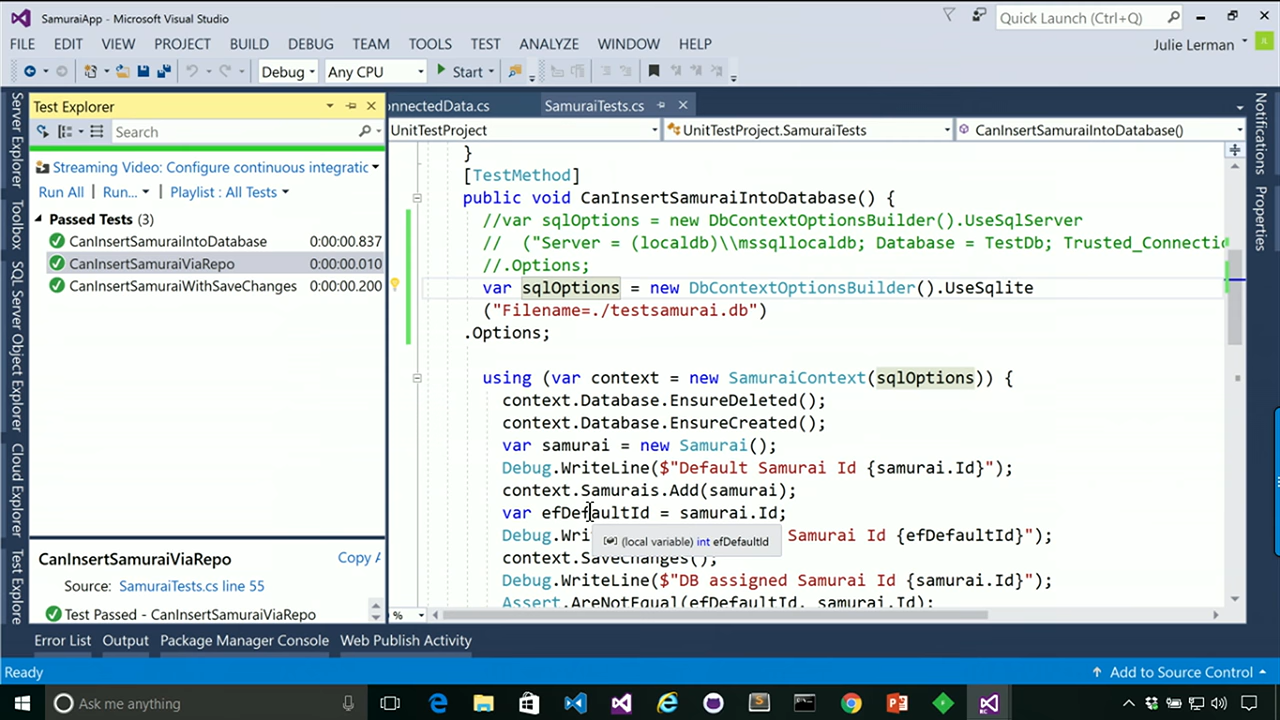 SamuraiApp - Microsoft Visual Studio
Quick Launch (Ctrl+Q)
FILE EDIT VIEW PROJECT BUILD DEBUG TEAM TOOLS TEST ANALYZE WINDOW HELP
Julie Lerman
Debug Any CPU Start
Server Explorer
Toolbox
SQL Server Object Explorer
Cloud Explorer
Test Explorer
Test Explorer
Search
Streaming Video: Configure continuous integratic
Run All Run... Playlist : All Tests
Passed Tests (3)
CanInsertSamuraiIntoDatabase 0:00:00.837
CanInsertSamuraiViaRepo 0:00:00.010
CanInsertSamuraiWithSaveChanges 0:00:00.200
CanInsertSamuraiViaRepo Copy A
Source: SamuraiTests.cs line 55
Test Passed - CanInsertSamuraiViaRepo
nnectedData.cs SamuraiTests.cs
UnitTestProject UnitTestProject.SamuraiTests CanInsertSamuraiIntoDatabase()
}
[TestMethod]
public void CanInsertSamuraiIntoDatabase() {
//var sqlOptions = new DbContextOptionsBuilder().UseSqlServer
// ("Server = (localdb)\\mssqllocaldb; Database = TestDb; Trusted_Connectio
//.Options;
var sqlOptions = new DbContextOptionsBuilder().UseSqlite
("Filename=./testsamurai.db")
.Options;
using (var context = new SamuraiContext(sqlOptions)) {
context.Database.EnsureDeleted();
context.Database.EnsureCreated();
var samurai = new Samurai();
Debug.WriteLine($"Default Samurai Id {samurai.Id}");
context.Samurais.Add(samurai);
var efDefaultId = samurai.Id;
Debug.Wri Samurai Id {efDefaultId}");
(local variable) int efDefaultId
context.SaveChanges();
Debug.WriteLine($"DB assigned Samurai Id {samurai.Id}");
Assert.AreNotEqual(efDefaultId, samurai.Id);
%
Notifications
Properties
Error List Output Package Manager Console Web Publish Activity
Ready
Add to Source Control
Ask me anything